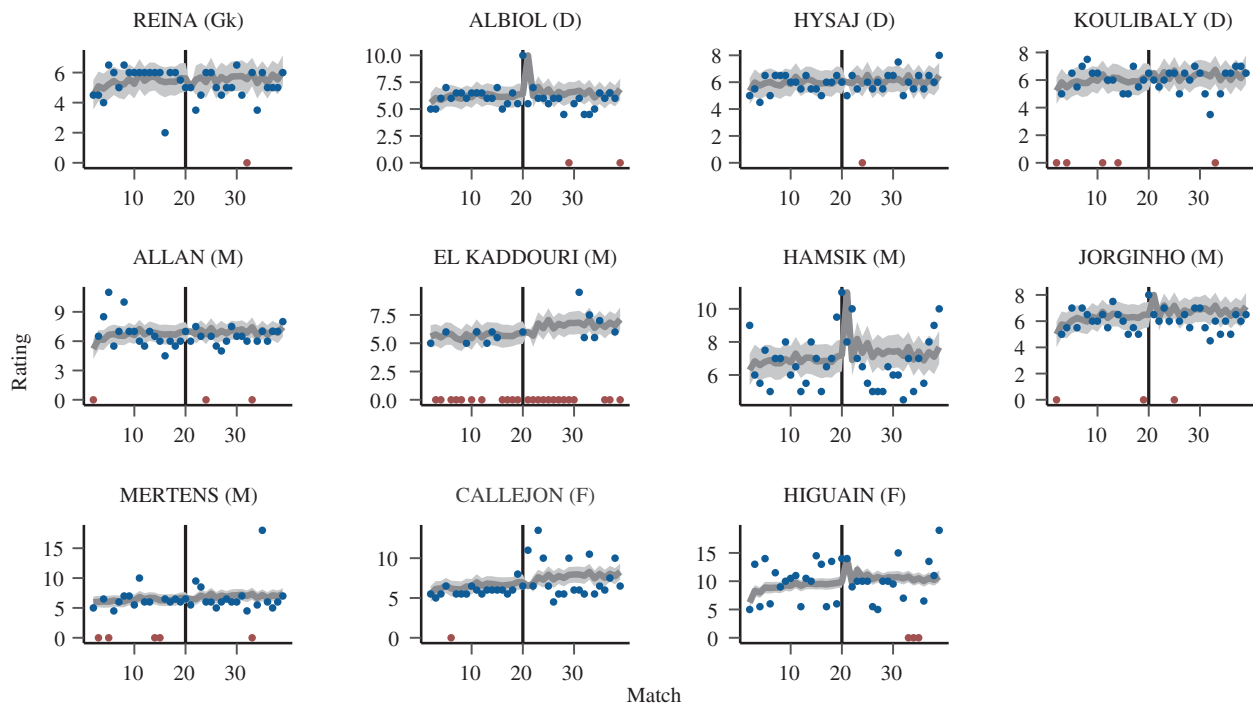 REINA (Gk) ALBIOL (D) HYSAJ (D) KOULIBALY (D)
6 4 2 0
10.0 7.5 5.0 2.5 0.0
8 6 4 2 0
8 6 4 2 0
10 20 30 10 20 30 10 20 30 10 20 30
ALLAN (M) EL KADDOURI (M) HAMSIK (M) JORGINHO (M)
Rating
9 6 3 0
7.5 5.0 2.5 0.0
10 8 6
8 6 4 2 0
10 20 30 10 20 30 10 20 30 10 20 30
MERTENS (M) CALLEJON (F) HIGUAIN (F)
15 10 5 0
10 5 0
15 10 5 0
10 20 30 10 20 30 10 20 30
Match